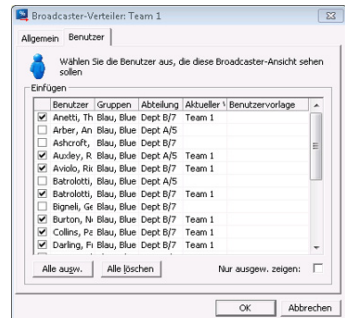 Broadcaster-Verteiler: Team 1
Allgemein Benutzer
Wählen Sie die Benutzer aus, die diese Broadcaster-Ansicht sehen
sollen
Einfügen
Benutzer Gruppen Abteilung Aktueller V Benutzervorlage
Anetti, Th Blau, Blue Dept B/7 Team 1
Arber, An Blau, Blue Dept A/5
Ashcroft, Blau, Blue Dept B/7
Auxley, R Blau, Blue Dept A/5 Team 1
Aviolo, Ric Blau, Blue Dept B/7 Team 1
Batrolotti, Blau, Blue Dept A/5
Batrolotti, Blau, Blue Dept B/7 Team 1
Bigneli, Ge Blau, Blue Dept B/7
Burton, No Blau, Blue Dept B/7 Team 1
Collins, Pa Blau, Blue Dept B/7 Team 1
Darling, Fr Blau, Blue Dept B/7 Team 1
Alle ausw. Alle löschen Nur ausgew. zeigen:
OK Abbrechen